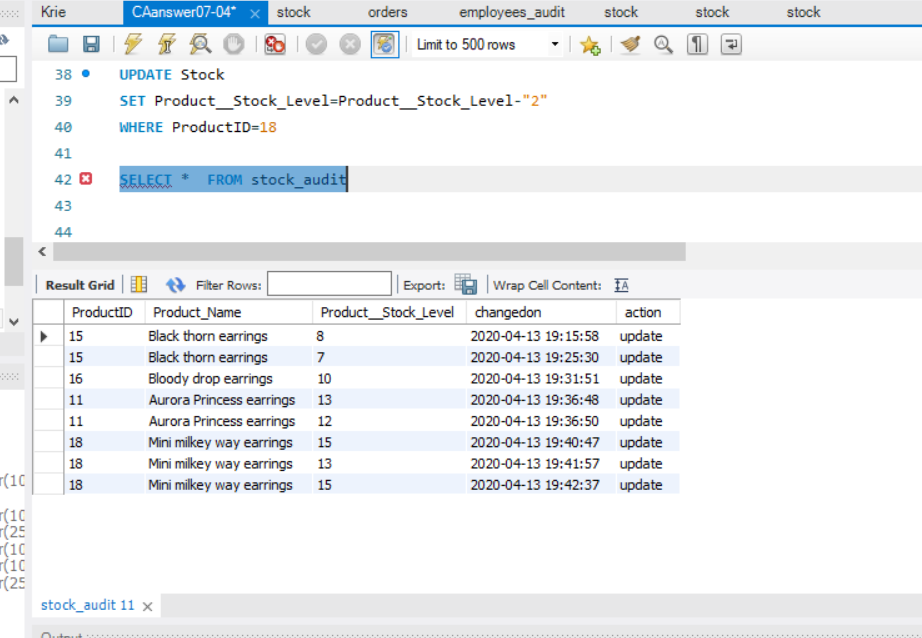 Krie CAanswer07-04* × stock orders employees_audit stock stock stock
Limit to 500 rows
38 UPDATE Stock
39 SET Product__Stock_Level=Product__Stock_Level-"2"
40 WHERE ProductID=18
41
42 SELECT * FROM stock_audit
43
44
Result Grid Filter Rows: Export: Wrap Cell Content:
ProductID Product_Name Product__Stock_Level changedon action
15 Black thorn earrings 8 2020-04-13 19:15:58 update
15 Black thorn earrings 7 2020-04-13 19:25:30 update
16 Bloody drop earrings 10 2020-04-13 19:31:51 update
11 Aurora Princess earrings 13 2020-04-13 19:36:48 update
11 Aurora Princess earrings 12 2020-04-13 19:36:50 update
18 Mini milkey way earrings 15 2020-04-13 19:40:47 update
18 Mini milkey way earrings 13 2020-04-13 19:41:57 update
18 Mini milkey way earrings 15 2020-04-13 19:42:37 update
r(10
r(10
r(25
r(10
r(10
r(25
stock_audit 11 ×